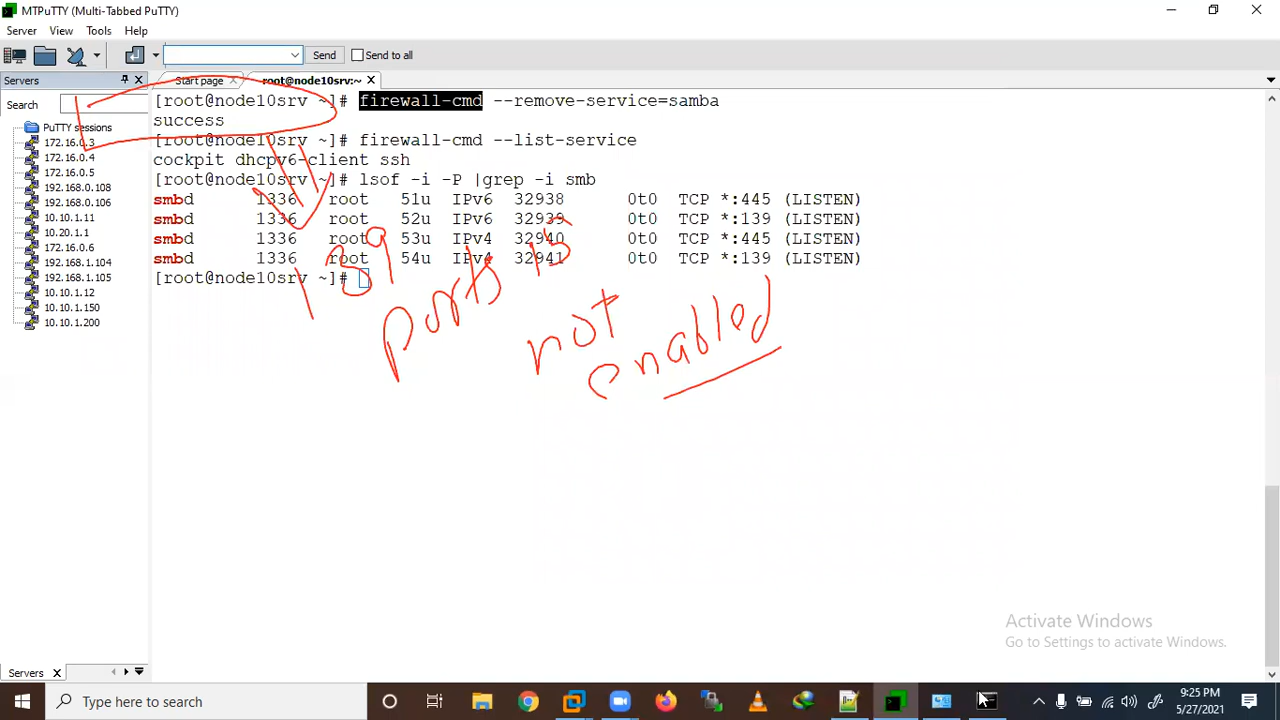 MTPuTTY (Multi-Tabbed PuTTY)
Server View Tools Help
Send Send to all
Servers
Start page root@node10srv:~
Search
PuTTY sessions
172.16.0.3
172.16.0.4
192.168.0.108
192.168.0.106
10.10.1.11
10.20.1.1
172.16.0.6
192.168.1.104
192.168.1.105
10.10.1.12
10.10.1.150
10.10.1.200
[root@node10srv ~]# firewall-cmd --remove-service=samba
success
[root@node10srv ~]# firewall-cmd --list-service
cockpit dhcpv6-client ssh
[root@node10srv ~]# lsof -i -P |grep -i smb
smbd 1336 root 51u IPv6 32938 0t0 TCP *:445 (LISTEN)
smbd 1336 root 52u IPv6 32939 0t0 TCP *:139 (LISTEN)
smbd 1336 root 53u IPv4 32940 0t0 TCP *:445 (LISTEN)
smbd 1336 root 54u IPv4 32941 0t0 TCP *:139 (LISTEN)
[root@node10srv ~]#
139
ports is
not
enabled
Activate Windows
Go to Settings to activate Windows.
Servers
Type here to search
9:25 PM
5/27/2021